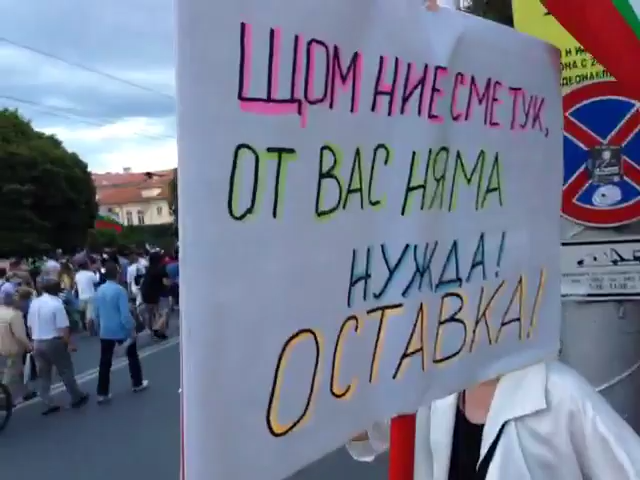 ЩОМ НИЕ СМЕ ТУК,
ОТ ВАС НЯМА
НУЖДА!
ОСТАВКА!